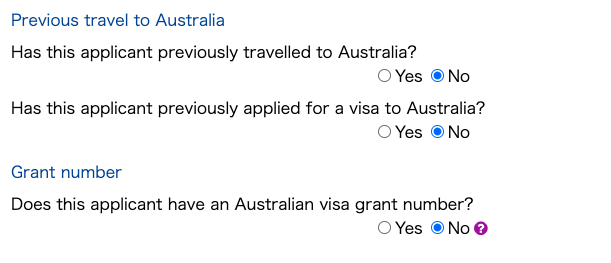 Previous travel to Australia
Has this applicant previously travelled to Australia?
Yes No
Has this applicant previously applied for a visa to Australia?
Yes No
Grant number
Does this applicant have an Australian visa grant number?
Yes No ?